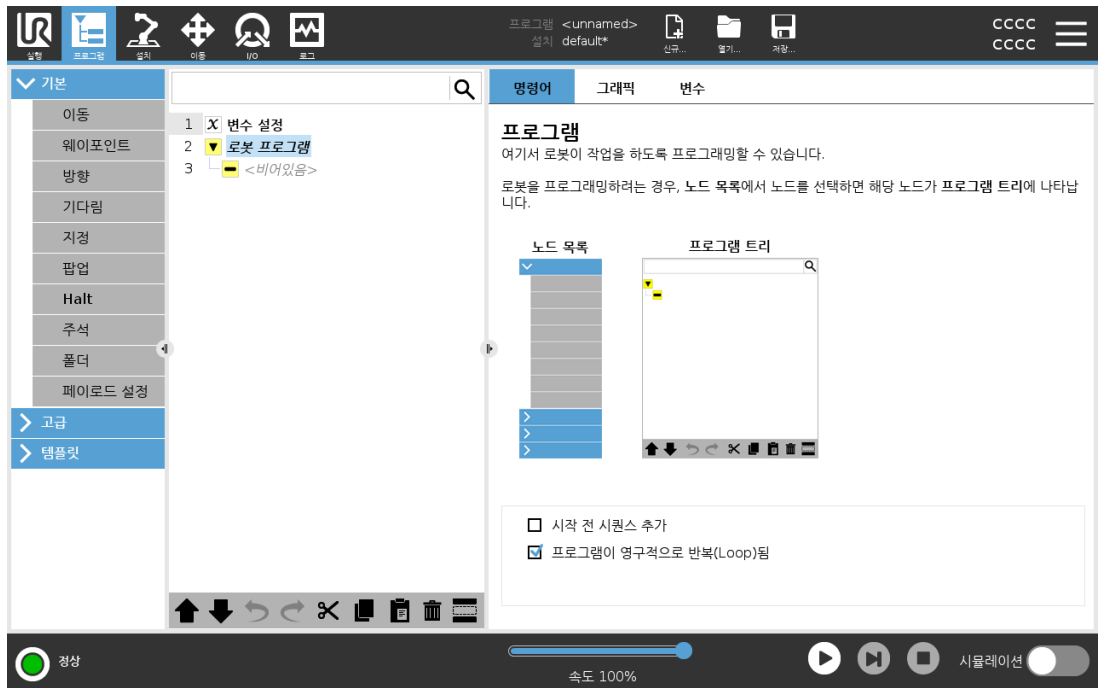 UR
실행
프로그램
설치
이동
I/O
로그
프로그램 <unnamed>
설치 default*
신규...
열기...
저장...
CCCC
CCCC
기본
이동
웨이포인트
방향
기다림
지정
팝업
Halt
주석
폴더
페이로드 설정
고급
템플릿
1 X 변수 설정
2 로봇 프로그램
3 <비어있음>
명령어 그래픽 변수
프로그램
여기서 로봇이 작업을 하도록 프로그래밍할 수 있습니다.
로봇을 프로그래밍하려는 경우, 노드 목록에서 노드를 선택하면 해당 노드가 프로그램 트리에 나타납
니다.
노드 목록
프로그램 트리
시작 전 시퀀스 추가
프로그램이 영구적으로 반복(Loop)됨
정상
속도 100%
시뮬레이션